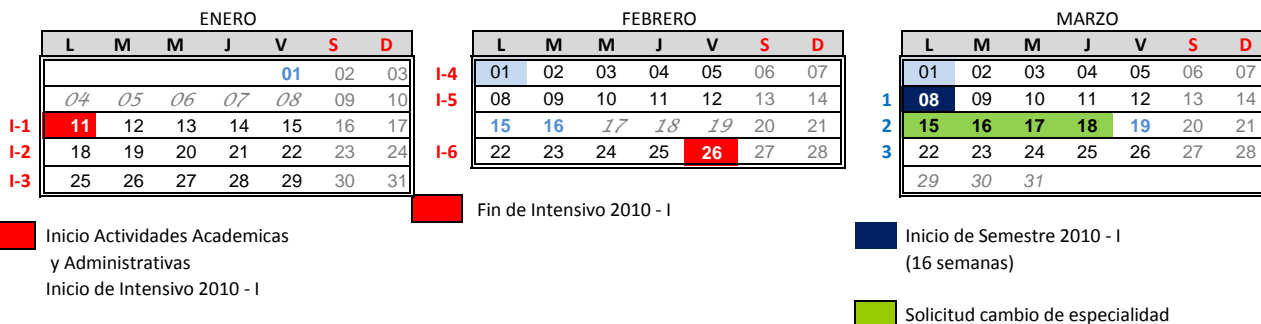 ENERO
L M M J V S D
01 02 03
04 05 06 07 08 09 10
I-1 11 12 13 14 15 16 17
I-2 18 19 20 21 22 23 24
I-3 25 26 27 28 29 30 31
Inicio Actividades Academicas
y Administrativas
Inicio de Intensivo 2010 - I
FEBRERO
L M M J V S D
I-4 01 02 03 04 05 06 07
I-5 08 09 10 11 12 13 14
15 16 17 18 19 20 21
I-6 22 23 24 25 26 27 28
Fin de Intensivo 2010 - I
MARZO
L M M J V S D
01 02 03 04 05 06 07
1 08 09 10 11 12 13 14
2 15 16 17 18 19 20 21
3 22 23 24 25 26 27 28
29 30 31
Inicio de Semestre 2010 - I
(16 semanas)
Solicitud cambio de especialidad